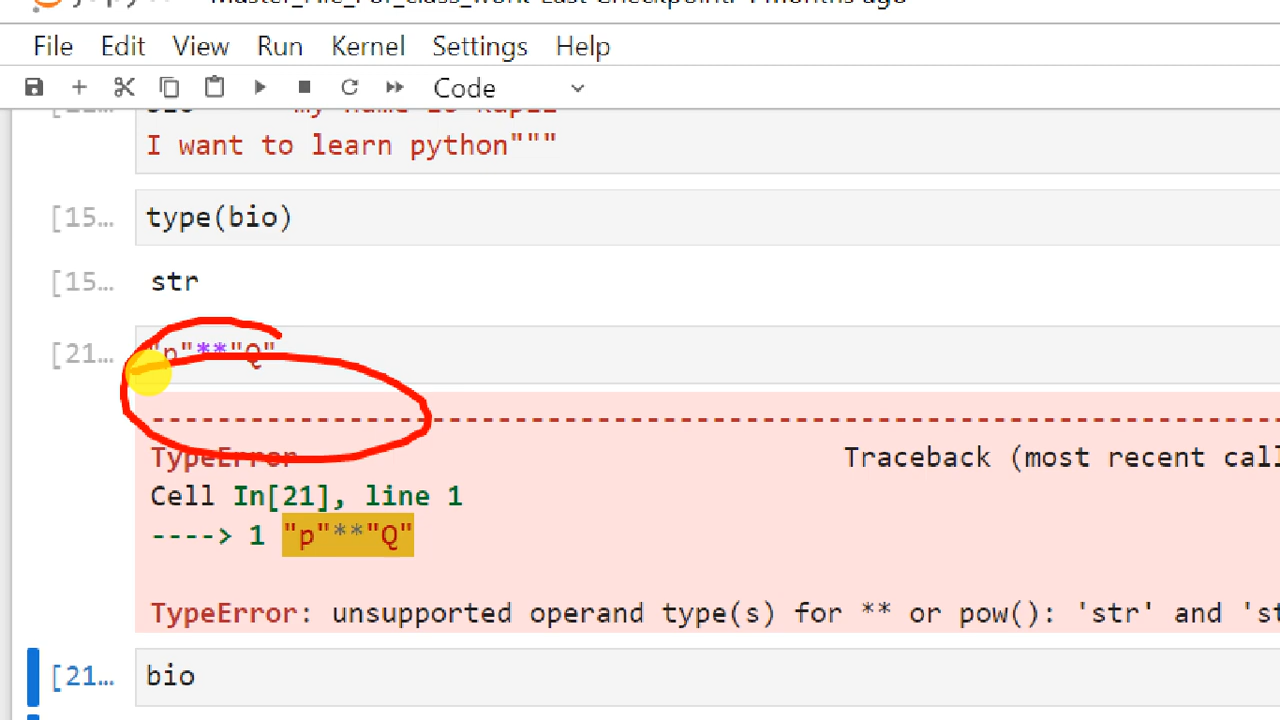 File Edit View Run Kernel Settings Help
Code
I want to learn python"""
[15… type(bio)
[15… str
[21… "p"**"Q"
--------------------------------------------------------------------
TypeError Traceback (most recent call
Cell In[21], line 1
----> 1 "p"**"Q"
TypeError: unsupported operand type(s) for ** or pow(): 'str' and 'st
[21… bio